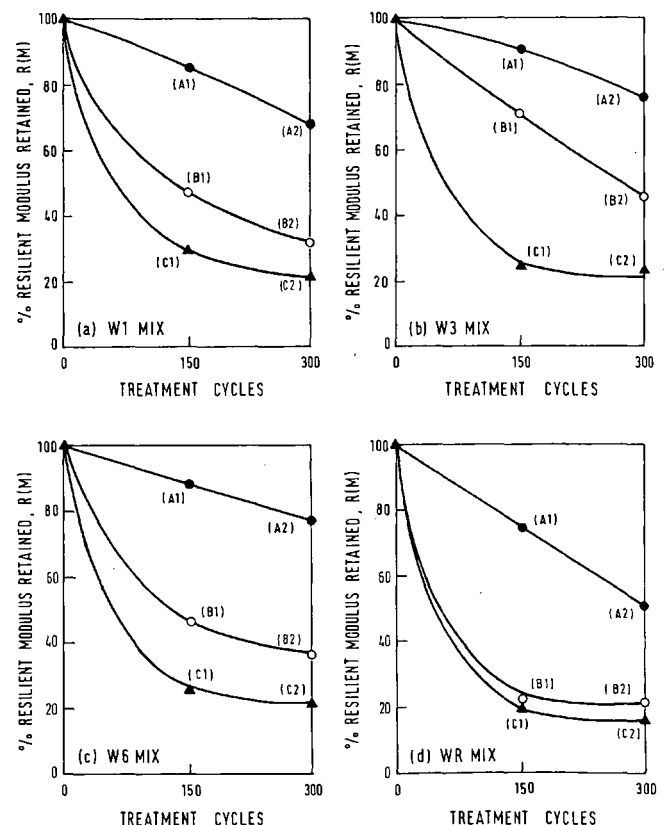 % RESILIENT MODULUS RETAINED, R(M)
100
80
60
40
20
0
(A1)
(A2)
(B1)
(B2)
(C1)
(C2)
(a) W1 MIX
0 150 300
TREATMENT CYCLES
% RESILIENT MODULUS RETAINED, R(M)
100
80
60
40
20
0
(A1)
(A2)
(B1)
(B2)
(C1)
(C2)
(b) W3 MIX
0 150 300
TREATMENT CYCLES
% RESILIENT MODULUS RETAINED, R(M)
100
80
60
40
20
0
(A1)
(A2)
(B1)
(B2)
(C1)
(C2)
(c) W6 MIX
0 150 300
TREATMENT CYCLES
% RESILIENT MODULUS RETAINED, R(M)
100
80
60
40
20
0
(A1)
(A2)
(B1)
(B2)
(C1)
(C2)
(d) WR MIX
0 150 300
TREATMENT CYCLES